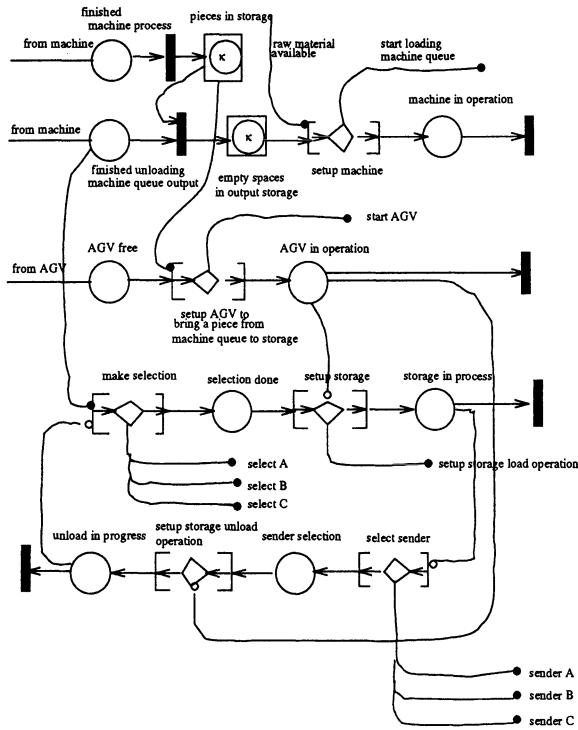 finished
machine process
pieces in storage
from machine
raw material
available
start loading
machine queue
K
machine in operation
from machine
K
finished unloading
machine queue output
empty spaces
in output storage
setup machine
start AGV
AGV free
AGV in operation
from AGV
setup AGV to
bring a piece from
machine queue to storage
make selection
selection done
setup storage
storage in process
select A
select B
select C
setup storage load operation
unload in progress
setup storage unload
operation
sender selection
select sender
sender A
sender B
sender C